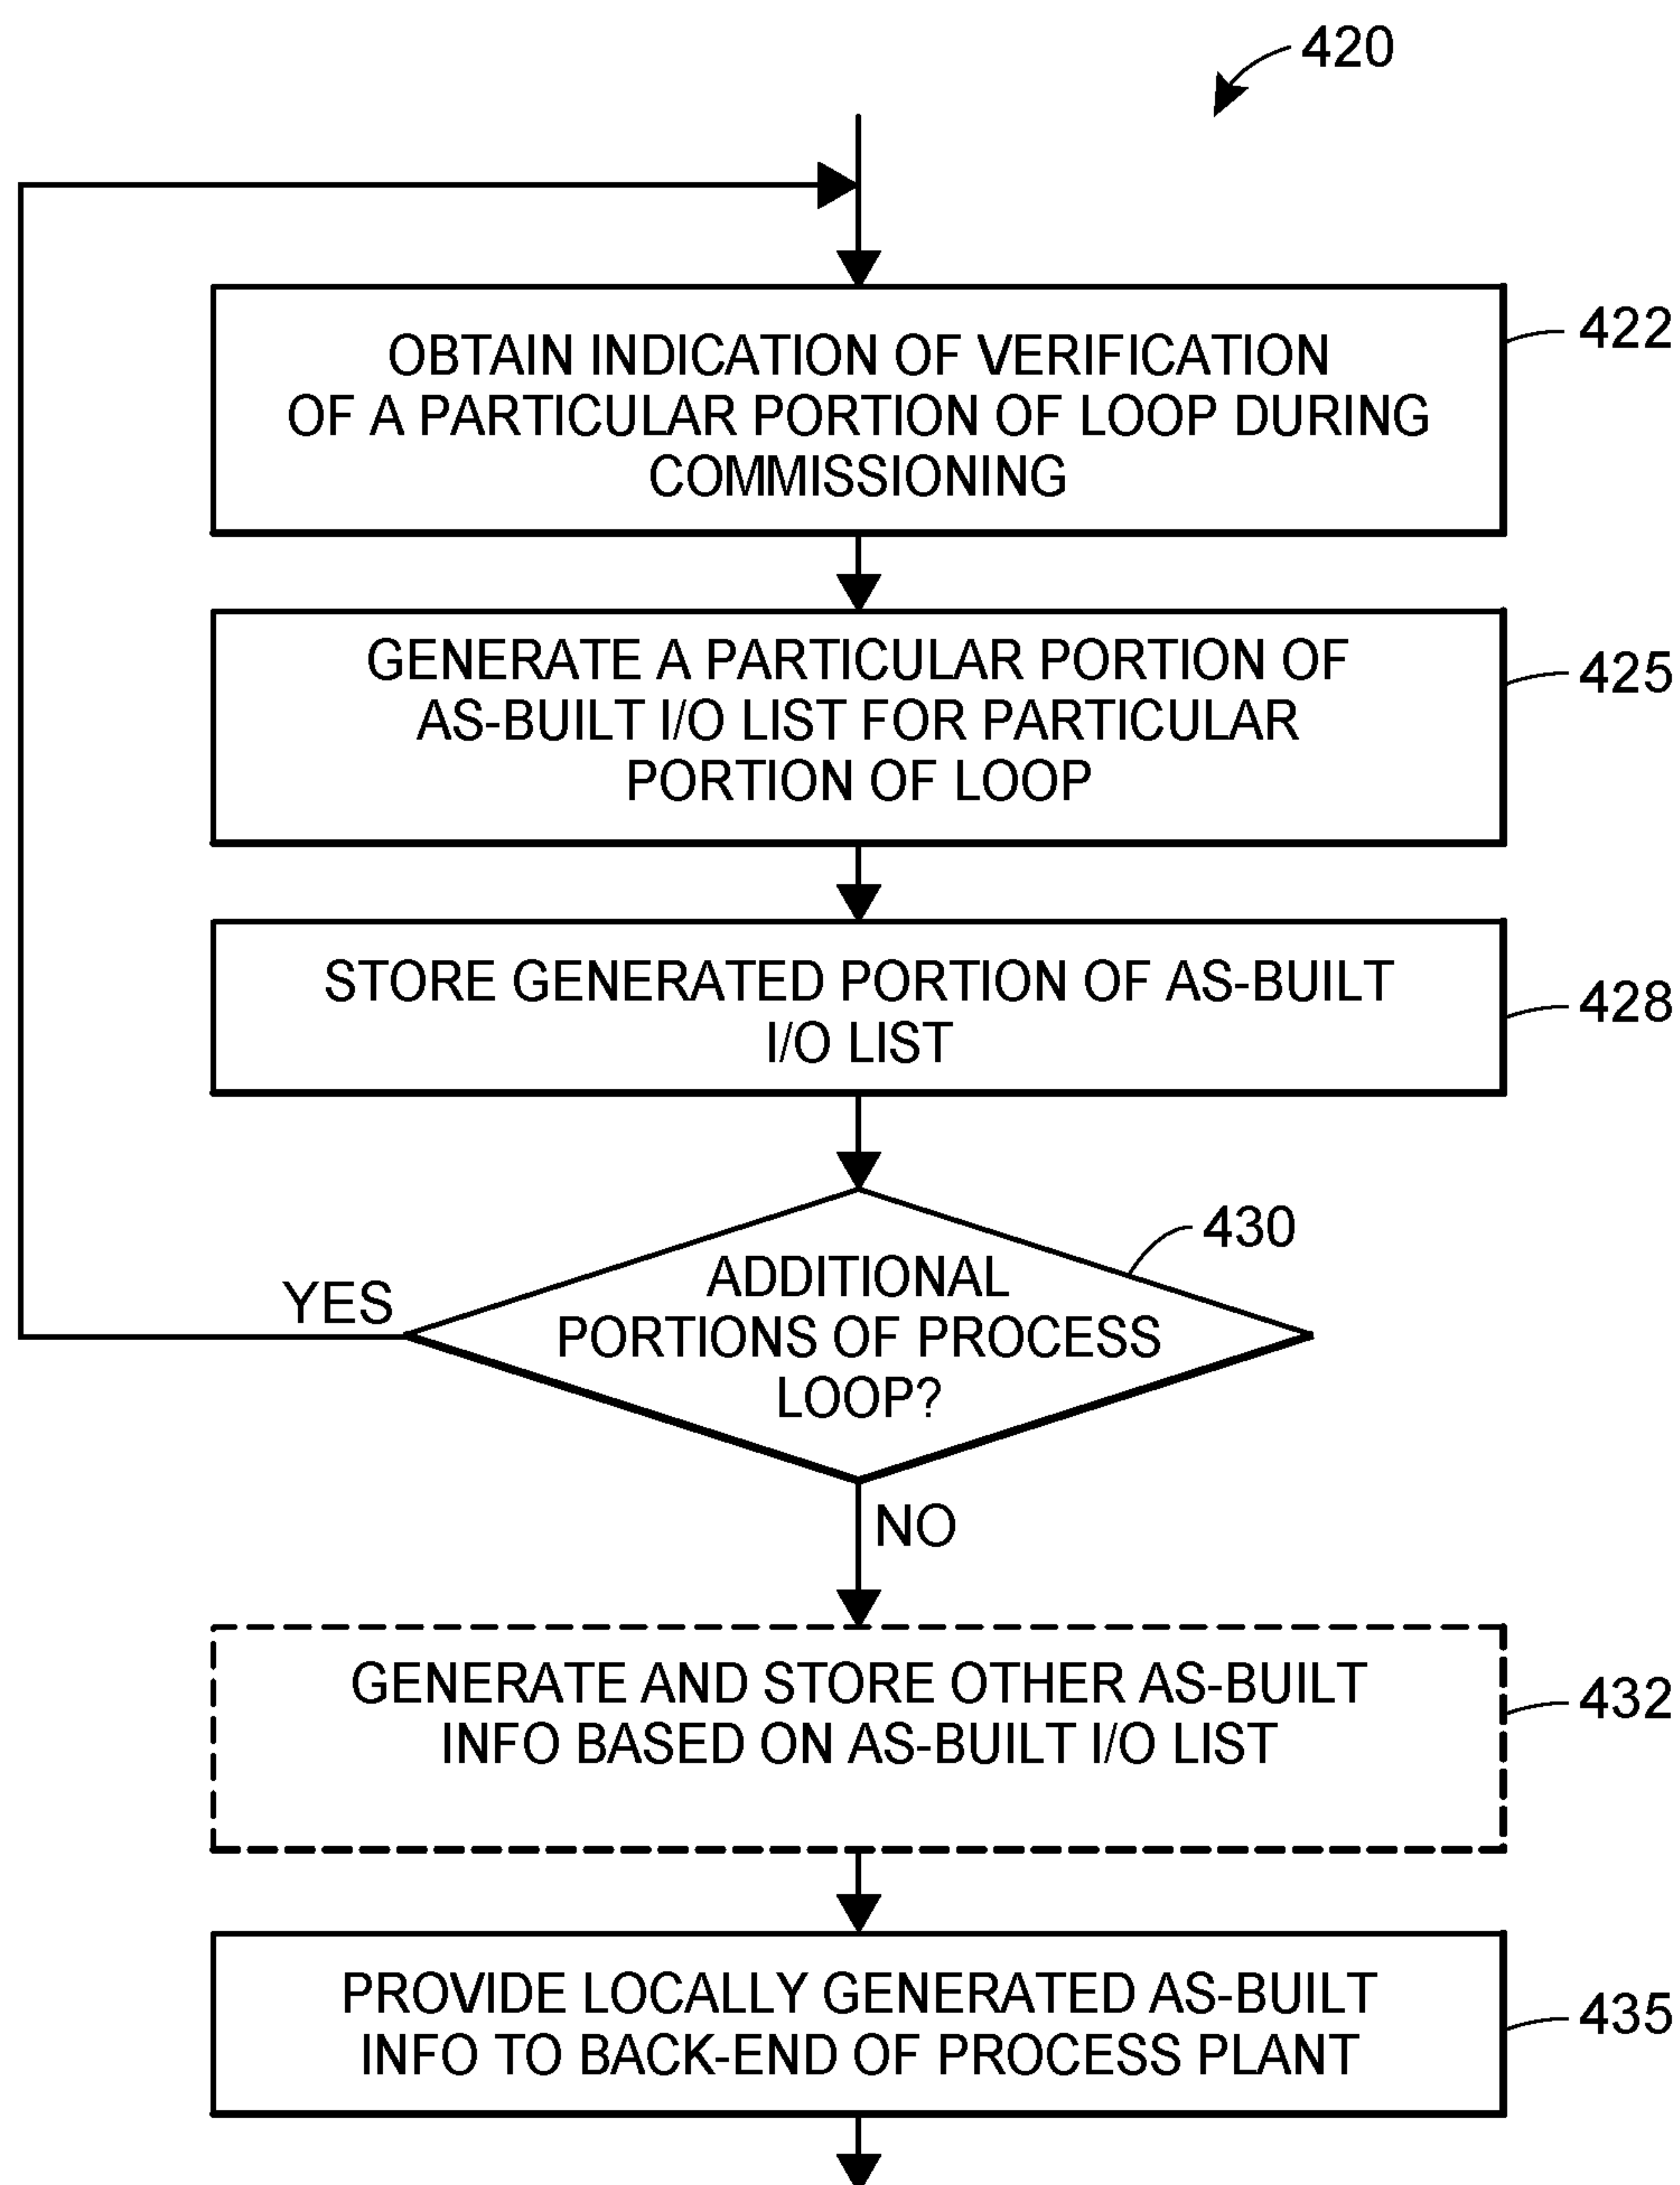 420
OBTAIN INDICATION OF VERIFICATION
OF A PARTICULAR PORTION OF LOOP DURING
COMMISSIONING
422
GENERATE A PARTICULAR PORTION OF
AS-BUILT I/O LIST FOR PARTICULAR
PORTION OF LOOP
425
STORE GENERATED PORTION OF AS-BUILT
I/O LIST
428
430
ADDITIONAL
PORTIONS OF PROCESS
LOOP?
YES
NO
GENERATE AND STORE OTHER AS-BUILT
INFO BASED ON AS-BUILT I/O LIST
432
PROVIDE LOCALLY GENERATED AS-BUILT
INFO TO BACK-END OF PROCESS PLANT
435